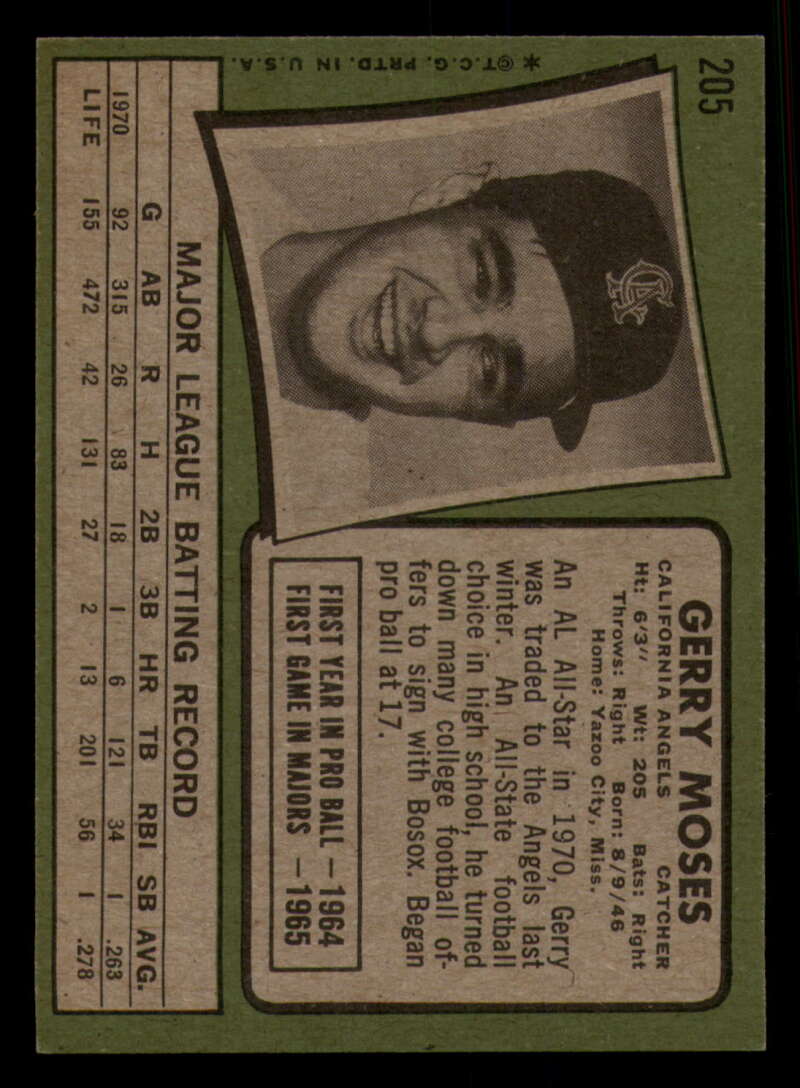 205
GERRY MOSES
CALIFORNIA ANGELS CATCHER
Ht: 6'3" Wt: 205 Bats: Right
Throws: Right Born: 8/9/46
Home: Yazoo City, Miss.
An AL All-Star in 1970, Gerry
was traded to the Angels last
winter. An All-State football
choice in high school, he turned
down many college football of-
fers to sign with Bosox. Began
pro ball at 17.
FIRST YEAR IN PRO BALL – 1964
FIRST GAME IN MAJORS – 1965
CA
MAJOR LEAGUE BATTING RECORD
G AB R H 2B 3B HR TB RBI SB AVG.
1970 92 315 26 83 18 1 6 121 34 1 .263
LIFE 155 472 42 131 27 2 13 201 56 1 .278
* © T.C.G. PRTD. IN U.S.A.